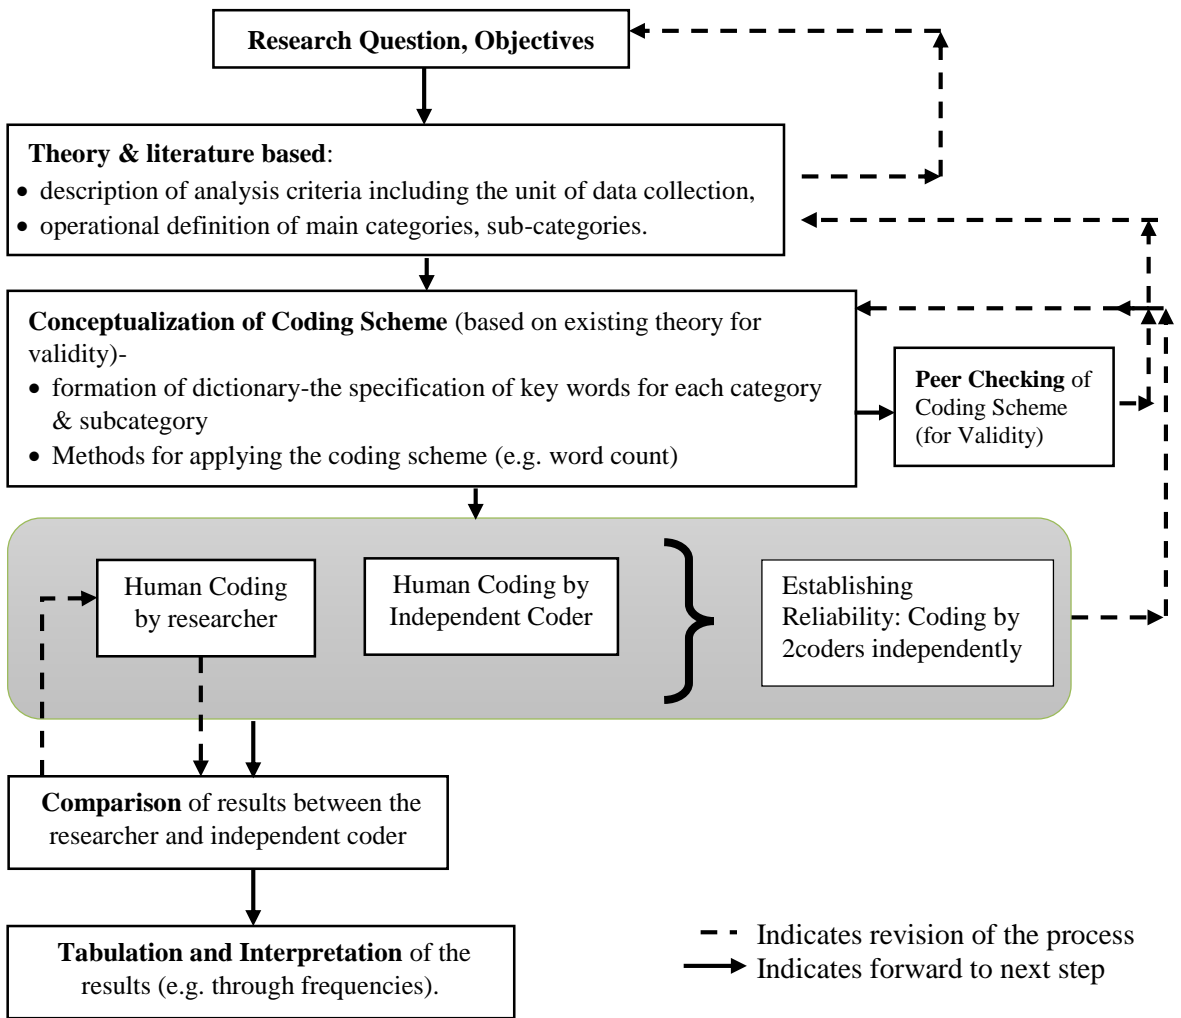 Research Question, Objectives
Theory & literature based:
• description of analysis criteria including the unit of data collection,
• operational definition of main categories, sub-categories.
Conceptualization of Coding Scheme (based on existing theory for
validity)-
• formation of dictionary-the specification of key words for each category
& subcategory
• Methods for applying the coding scheme (e.g. word count)
Peer Checking of
Coding Scheme
(for Validity)
Human Coding
by researcher
Human Coding by
Independent Coder
Establishing
Reliability: Coding by
2coders independently
Comparison of results between the
researcher and independent coder
Tabulation and Interpretation of the
results (e.g. through frequencies).
Indicates revision of the process
Indicates forward to next step